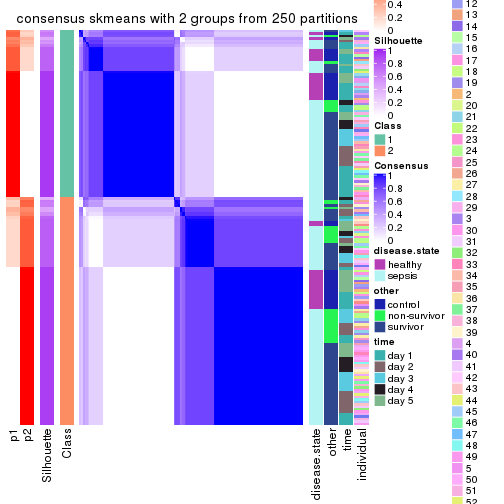 consensus skmeans with 2 groups from 250 partitions
0.4
0.2
0
Silhouette
1
0.8
0.6
0.4
0.2
0
Class
1
2
Consensus
1
0.8
0.6
0.4
0.2
0
disease.state
healthy
sepsis
other
control
non-survivor
survivor
time
day 1
day 2
day 3
day 4
day 5
12
13
14
15
16
17
18
19
2
20
21
22
23
24
25
26
27
28
29
3
30
31
32
33
34
35
36
37
38
39
4
40
41
42
43
44
45
46
47
48
49
5
50
51
52
p1
p2
Silhouette
Class
disease.state
other
time
individual